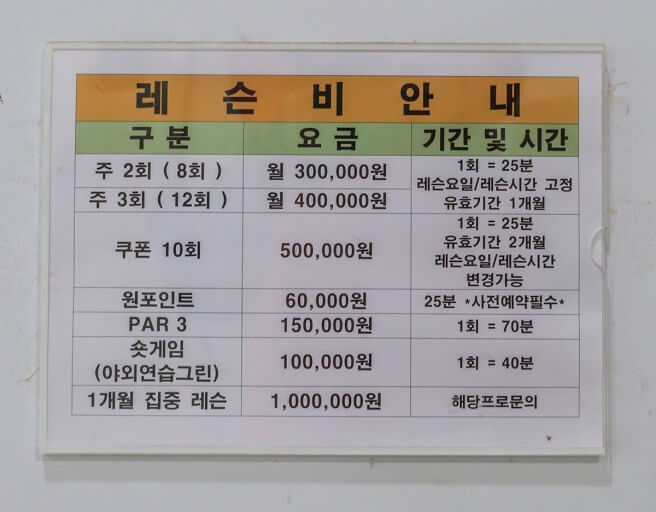 레 슨 비 안 내
구 분 요 금 기간 및 시간
주 2회 ( 8회 ) 월 300,000원 1회 = 25분
레슨요일/레슨시간 고정
주 3회 ( 12회 ) 월 400,000원 유효기간 1개월
1회 = 25분
유효기간 2개월
쿠폰 10회 500,000원 레슨요일/레슨시간
변경가능
원포인트 60,000원 25분 *사전예약필수*
PAR 3 150,000원 1회 = 70분
숏게임
(야외연습그린) 100,000원 1회 = 40분
1개월 집중 레슨 1,000,000원 해당프로문의